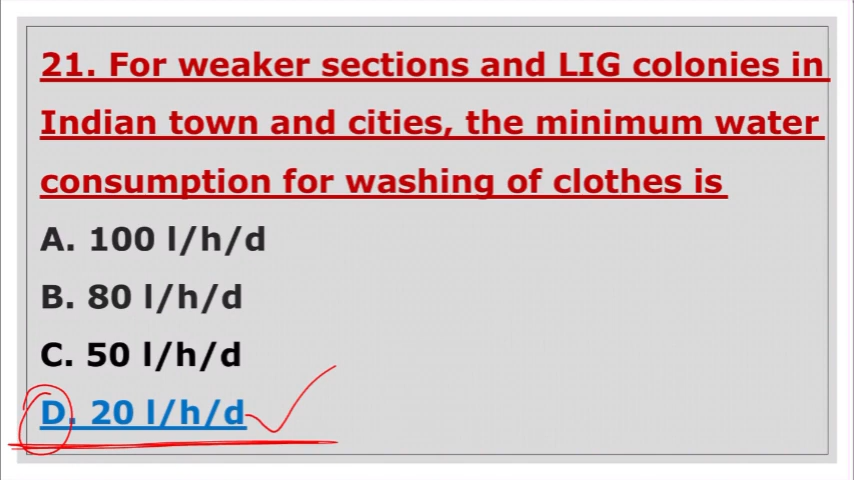 21. For weaker sections and LIG colonies in
Indian town and cities, the minimum water
consumption for washing of clothes is
A. 100 l/h/d
B. 80 l/h/d
C. 50 l/h/d
D. 20 l/h/d